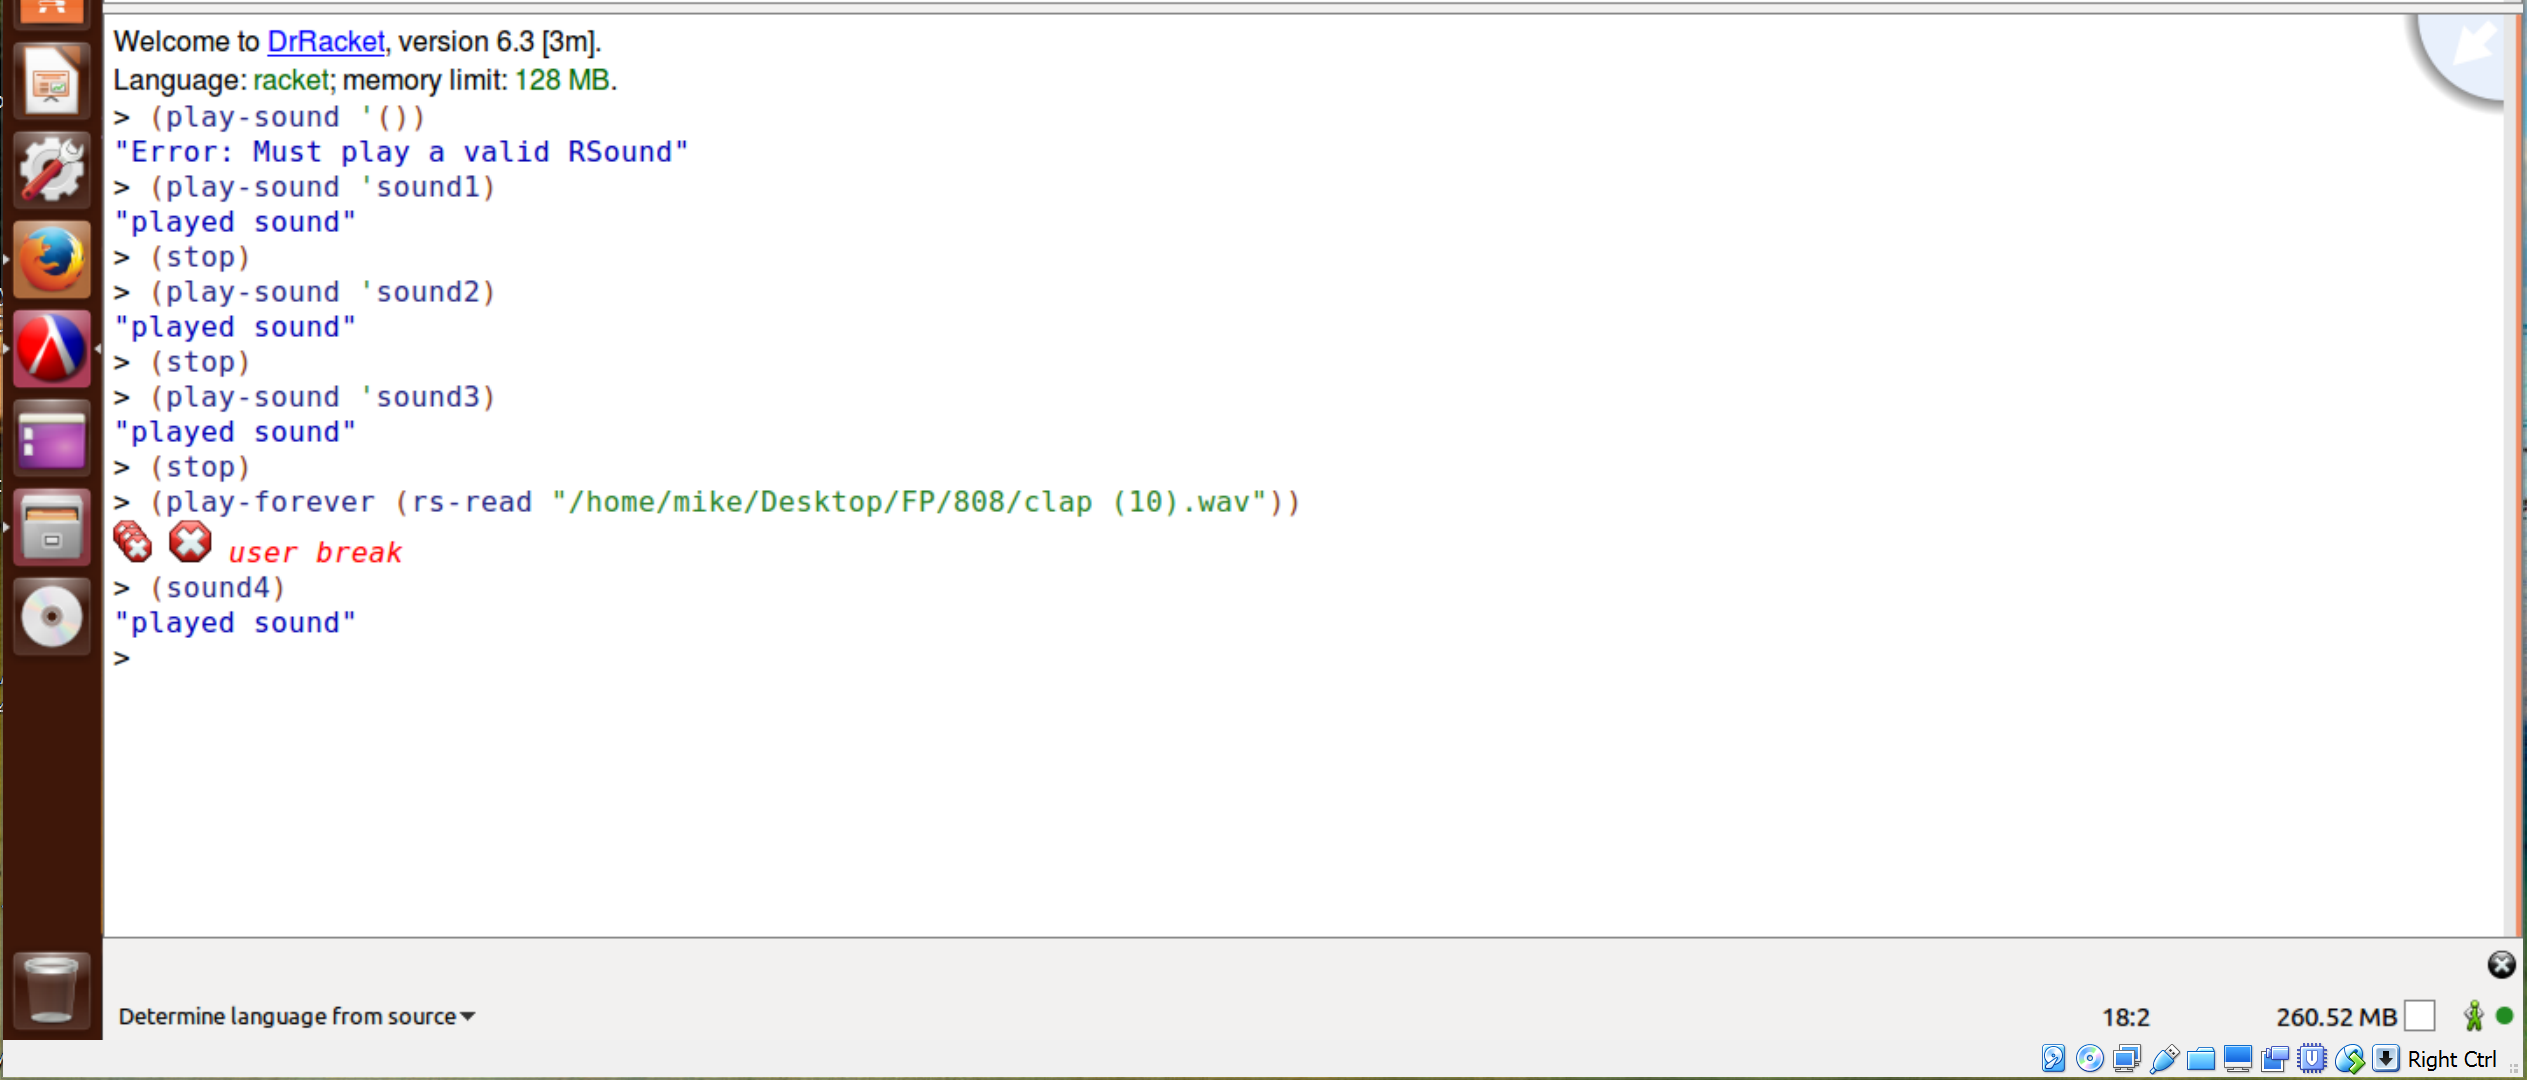 Welcome to DrRacket, version 6.3 [3m].
Language: racket; memory limit: 128 MB.
> (play-sound '())
"Error: Must play a valid RSound"
> (play-sound 'sound1)
"played sound"
> (stop)
> (play-sound 'sound2)
"played sound"
> (stop)
> (play-sound 'sound3)
"played sound"
> (stop)
> (play-forever (rs-read "/home/mike/Desktop/FP/808/clap (10).wav"))
user break
> (sound4)
"played sound"
>
Determine language from source
18:2
260.52 MB
Right Ctrl